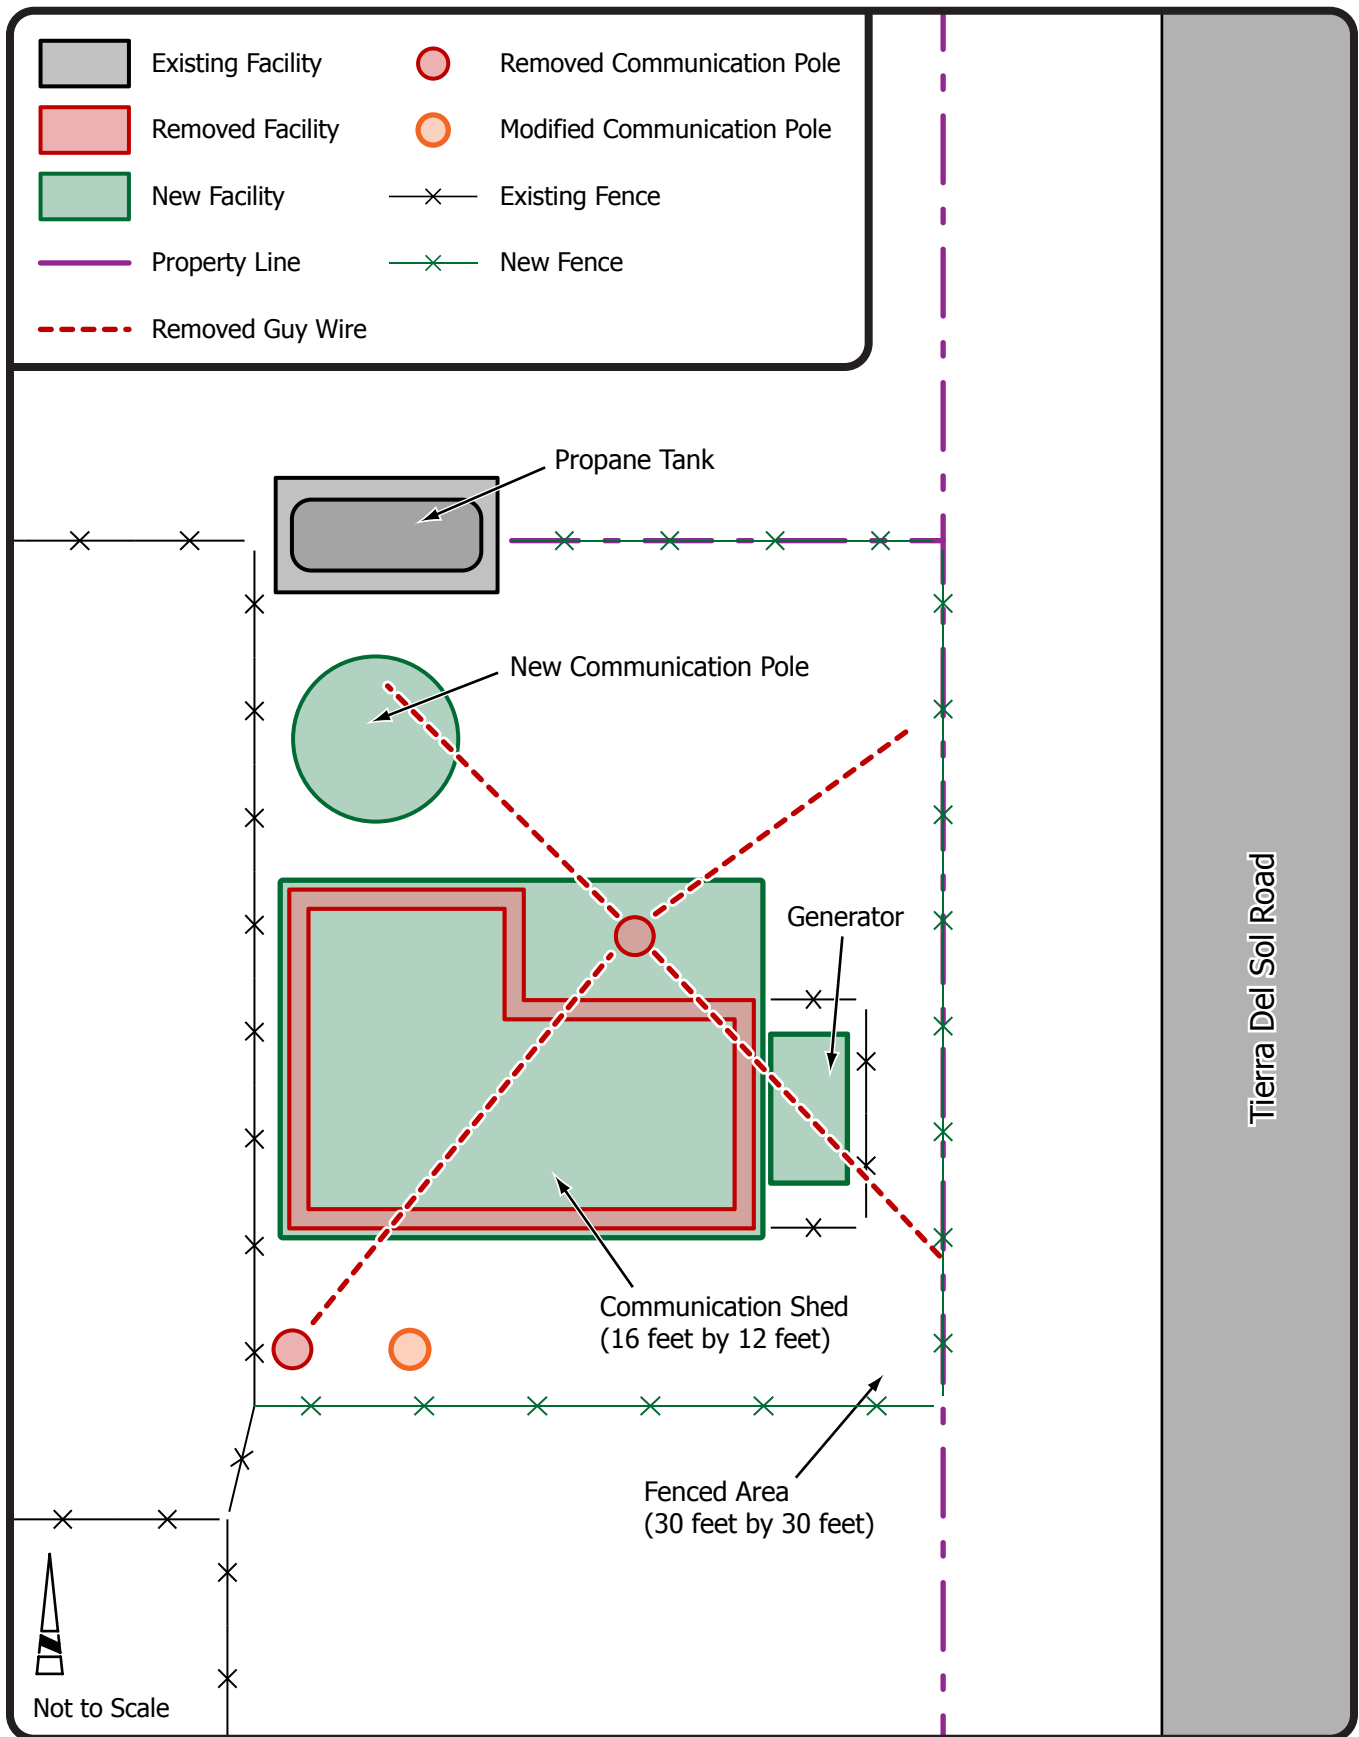 Existing Facility
Removed Facility
New Facility
Property Line
Removed Guy Wire
Removed Communication Pole
Modified Communication Pole
Existing Fence
New Fence
Propane Tank
New Communication Pole
Generator
Tierra Del Sol Road
Communication Shed
(16 feet by 12 feet)
Fenced Area
(30 feet by 30 feet)
Not to Scale